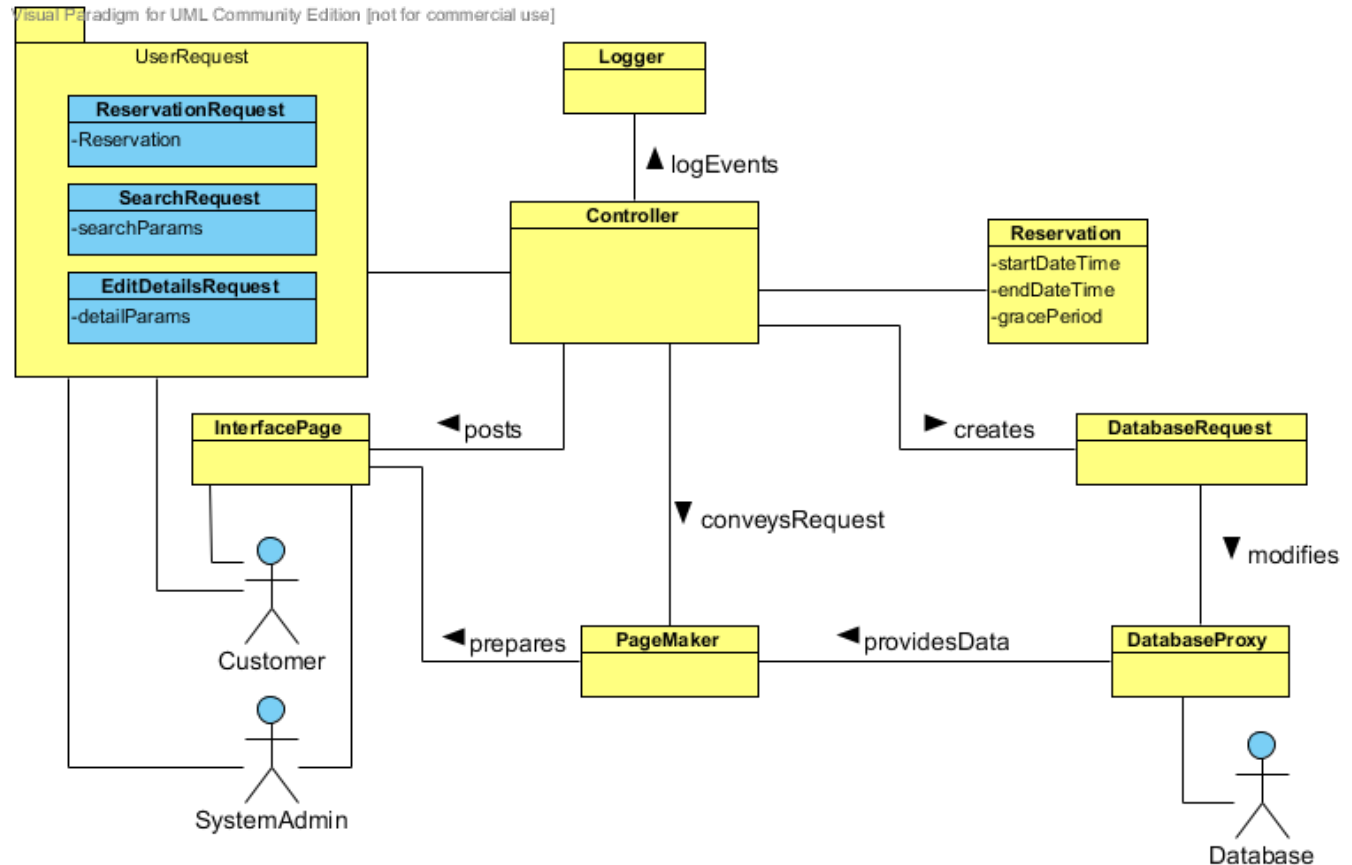 Visual Paradigm for UML Community Edition [not for commercial use]
UserRequest
ReservationRequest
-Reservation
SearchRequest
-searchParams
EditDetailsRequest
-detailParams
Logger
logEvents
Controller
Reservation
-startDateTime
-endDateTime
-gracePeriod
InterfacePage
posts
creates
DatabaseRequest
conveysRequest
modifies
Customer
prepares
PageMaker
providesData
DatabaseProxy
SystemAdmin
Database